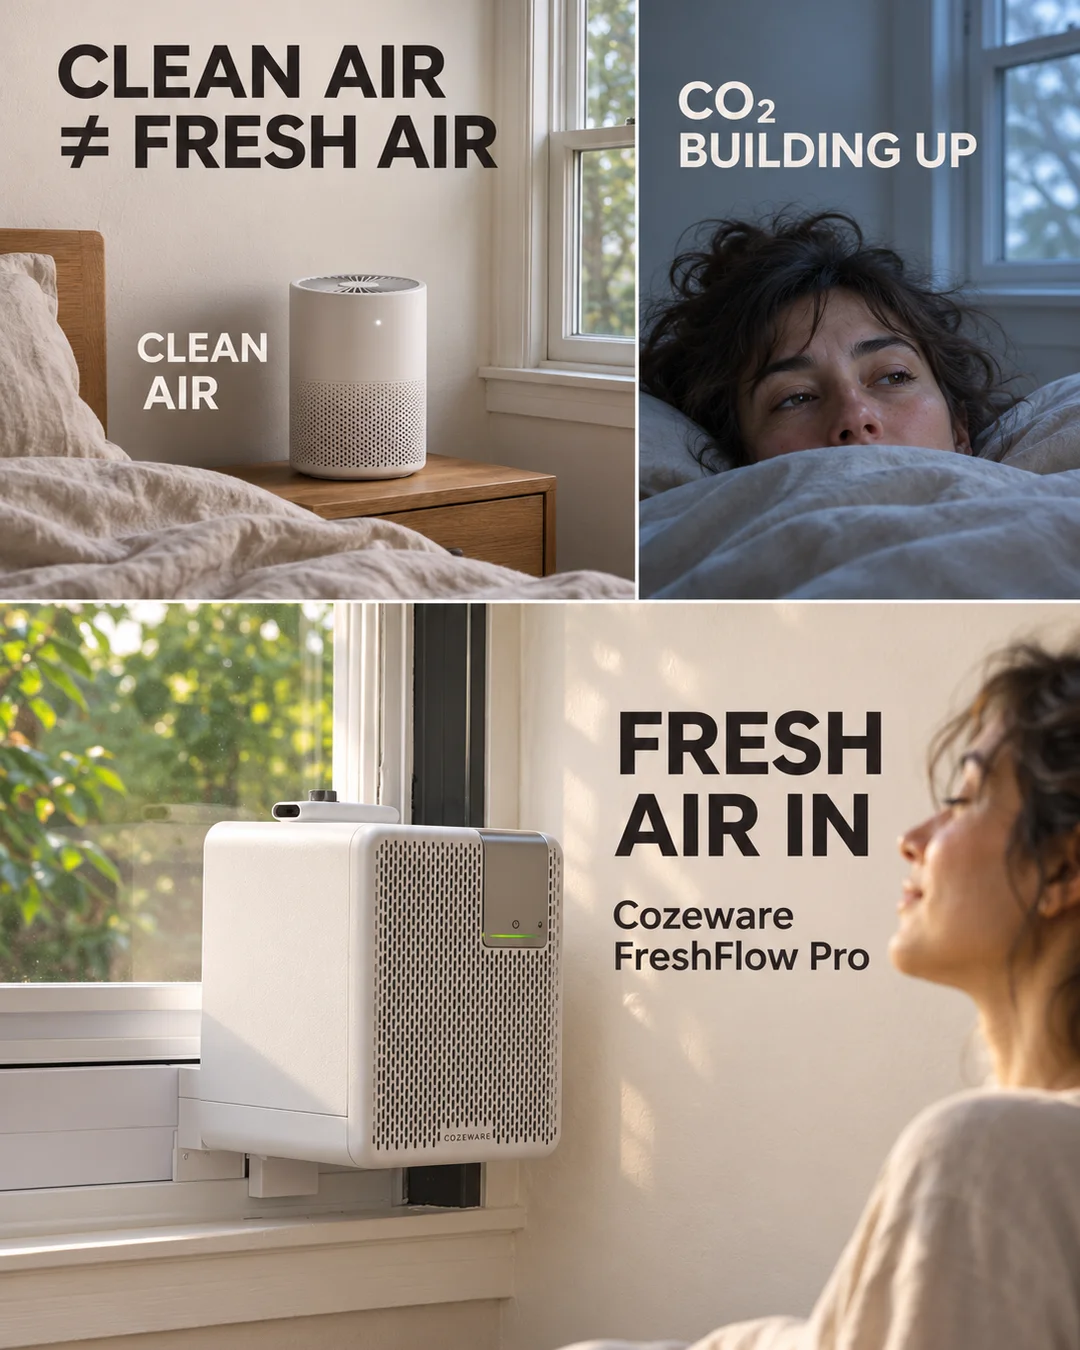 CLEAN AIR
≠ FRESH AIR
CLEAN
AIR
CO₂
BUILDING UP
FRESH
AIR IN
Cozeware
FreshFlow Pro
COZEWARE